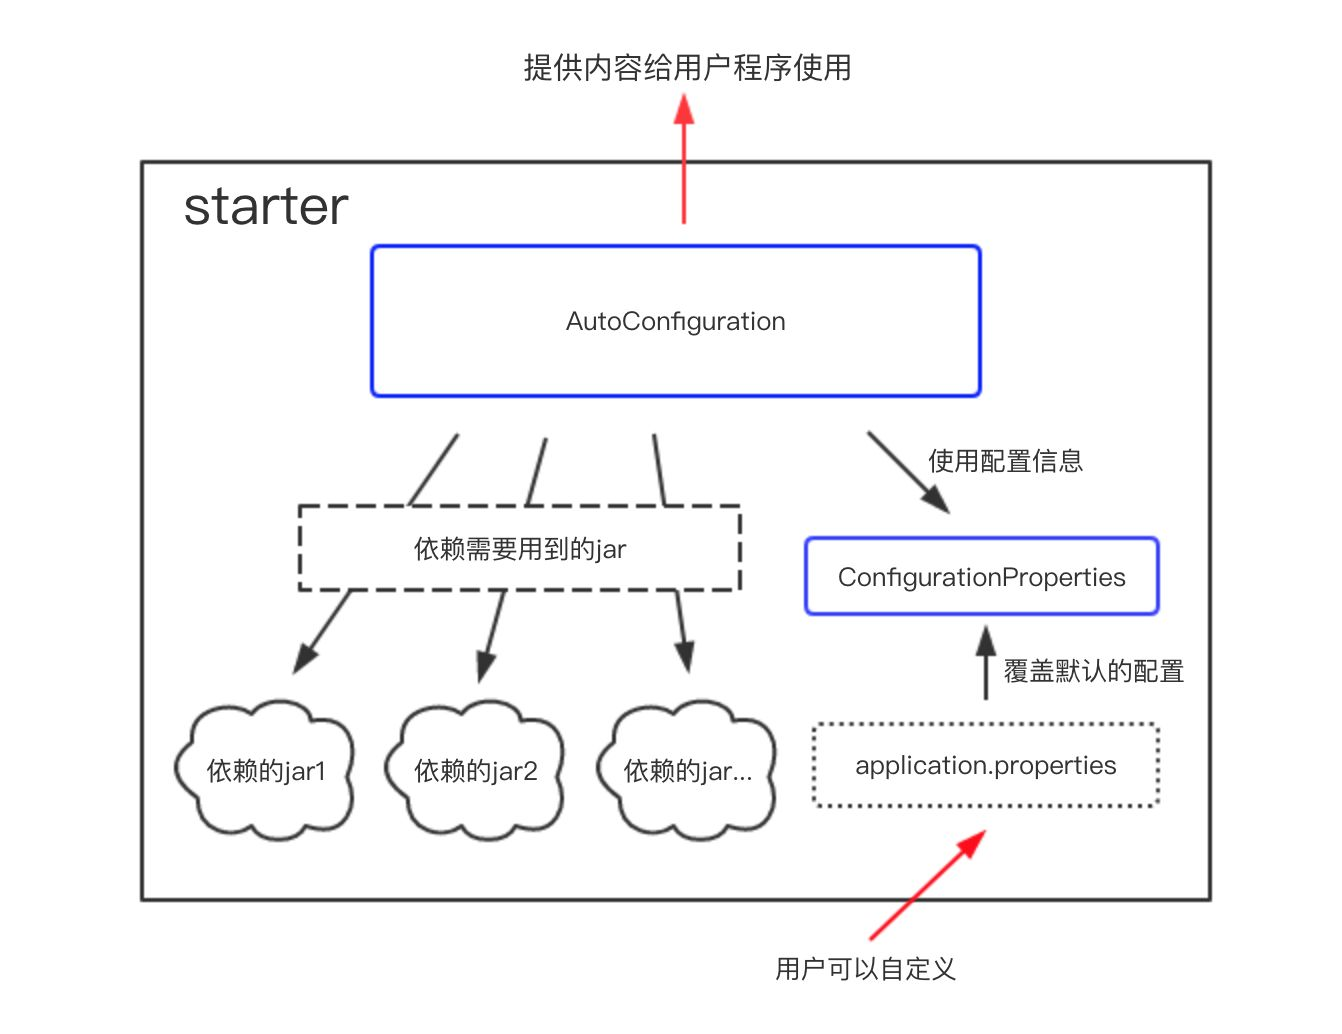 提供内容给用户程序使用
starter
AutoConfiguration
使用配置信息
依赖需要用到的jar
ConfigurationProperties
覆盖默认的配置
依赖的jar1
依赖的jar2
依赖的jar...
application.properties
用户可以自定义